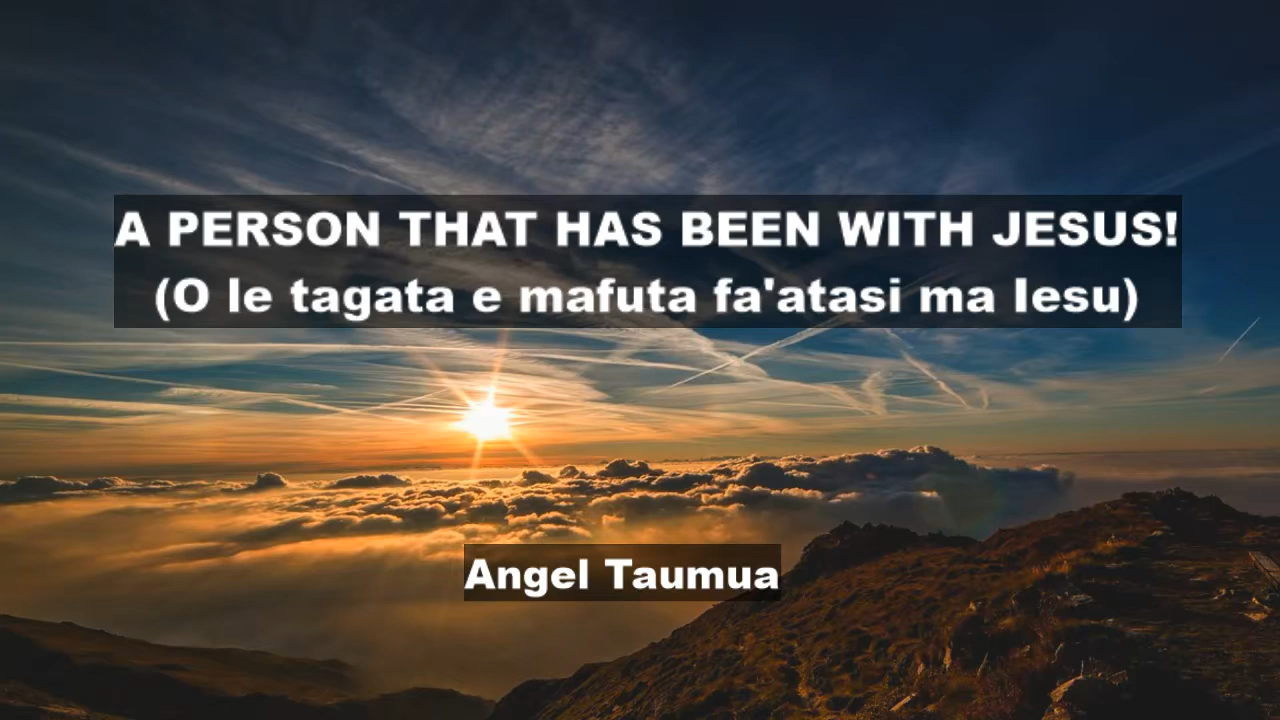 A PERSON THAT HAS BEEN WITH JESUS!
(O le tagata e mafuta fa'atasi ma Iesu)
Angel Taumua